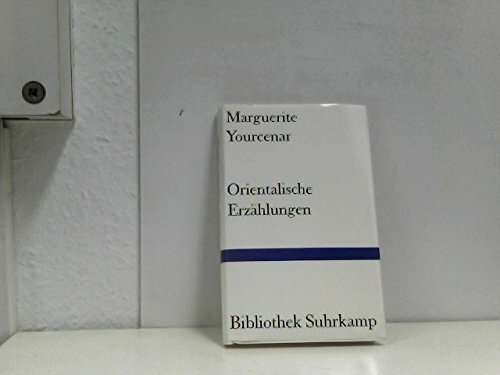 Marguerite
Yourcenar
Orientalische
Erzählungen
Bibliothek Suhrkamp